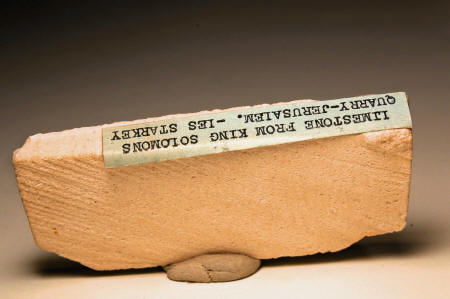 LIMESTONE FROM KING SOLOMONS
QUARRY-JERUSALEM. -LES STARKEY